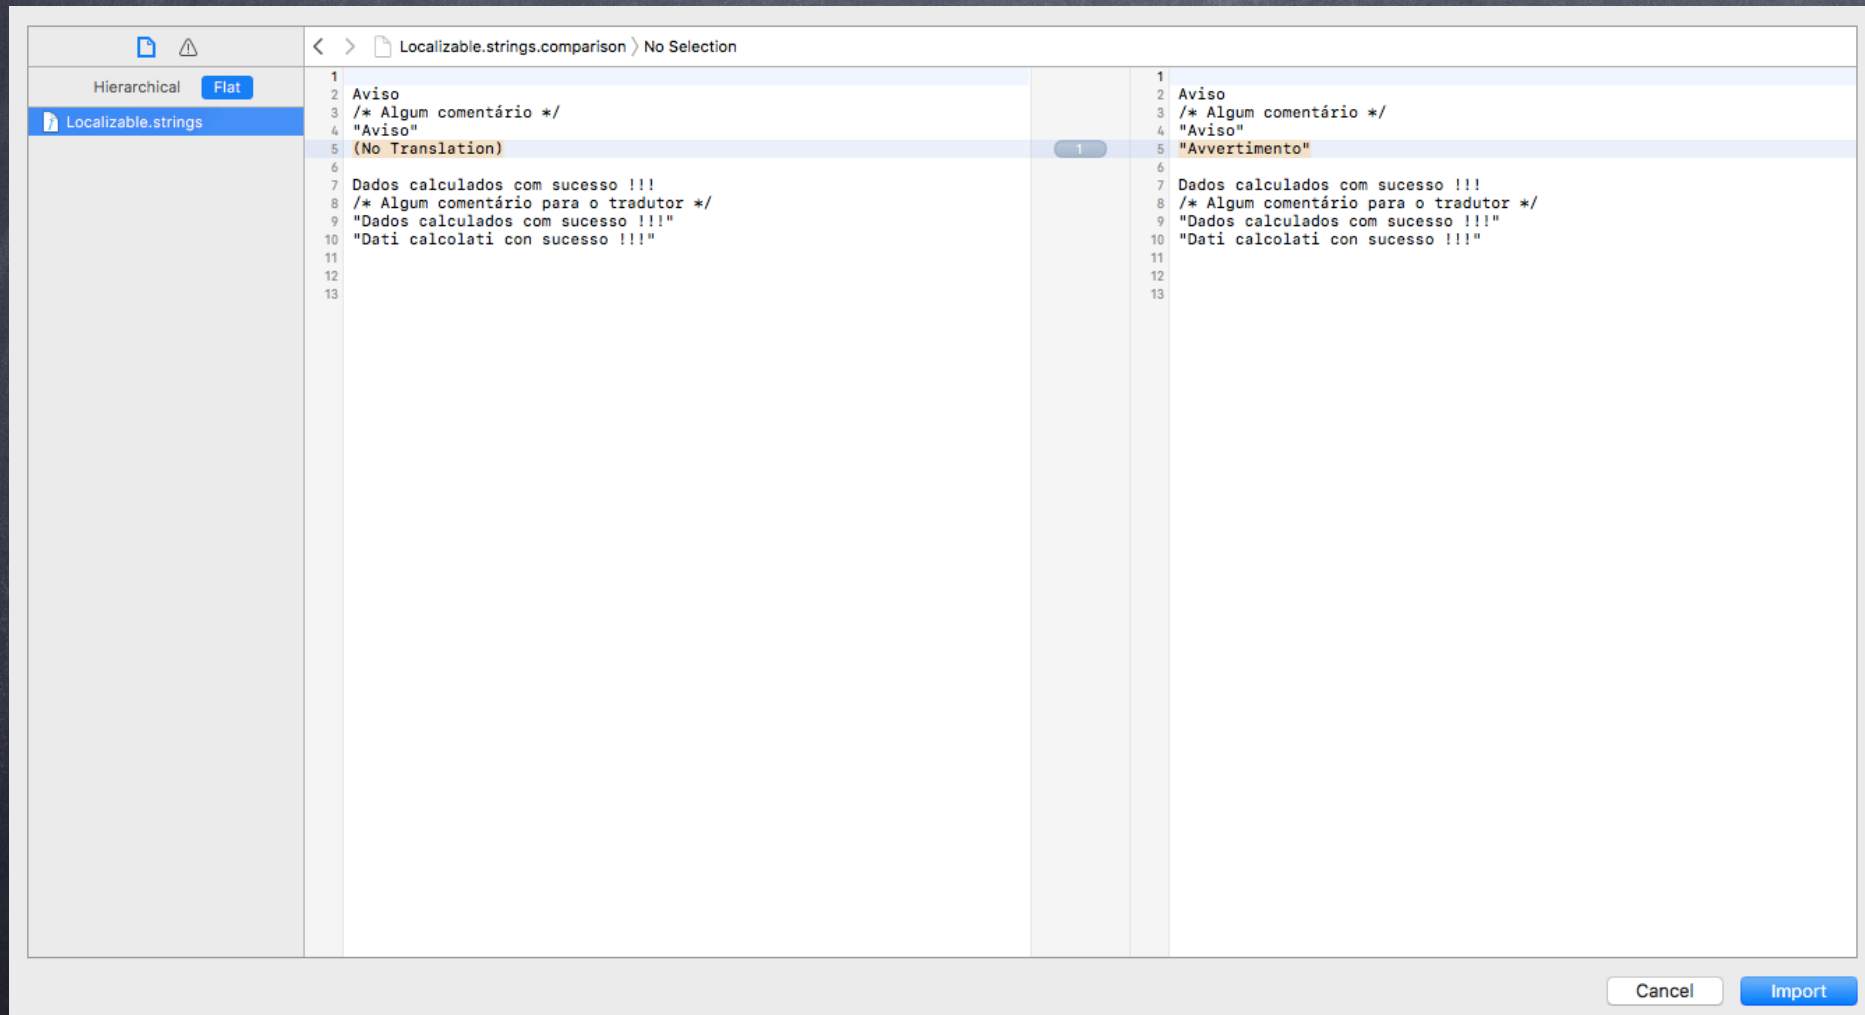 Localizable.strings.comparison 〉 No Selection
Hierarchical Flat
Localizable.strings
1
2 Aviso
3 /* Algum comentário */
4 "Aviso"
5 (No Translation)
6
7 Dados calculados com sucesso !!!
8 /* Algum comentário para o tradutor */
9 "Dados calculados com sucesso !!!"
10 "Dati calcolati con sucesso !!!"
11
12
13
1
1
2 Aviso
3 /* Algum comentário */
4 "Aviso"
5 "Avvertimento"
6
7 Dados calculados com sucesso !!!
8 /* Algum comentário para o tradutor */
9 "Dados calculados com sucesso !!!"
10 "Dati calcolati con sucesso !!!"
11
12
13
Cancel Import